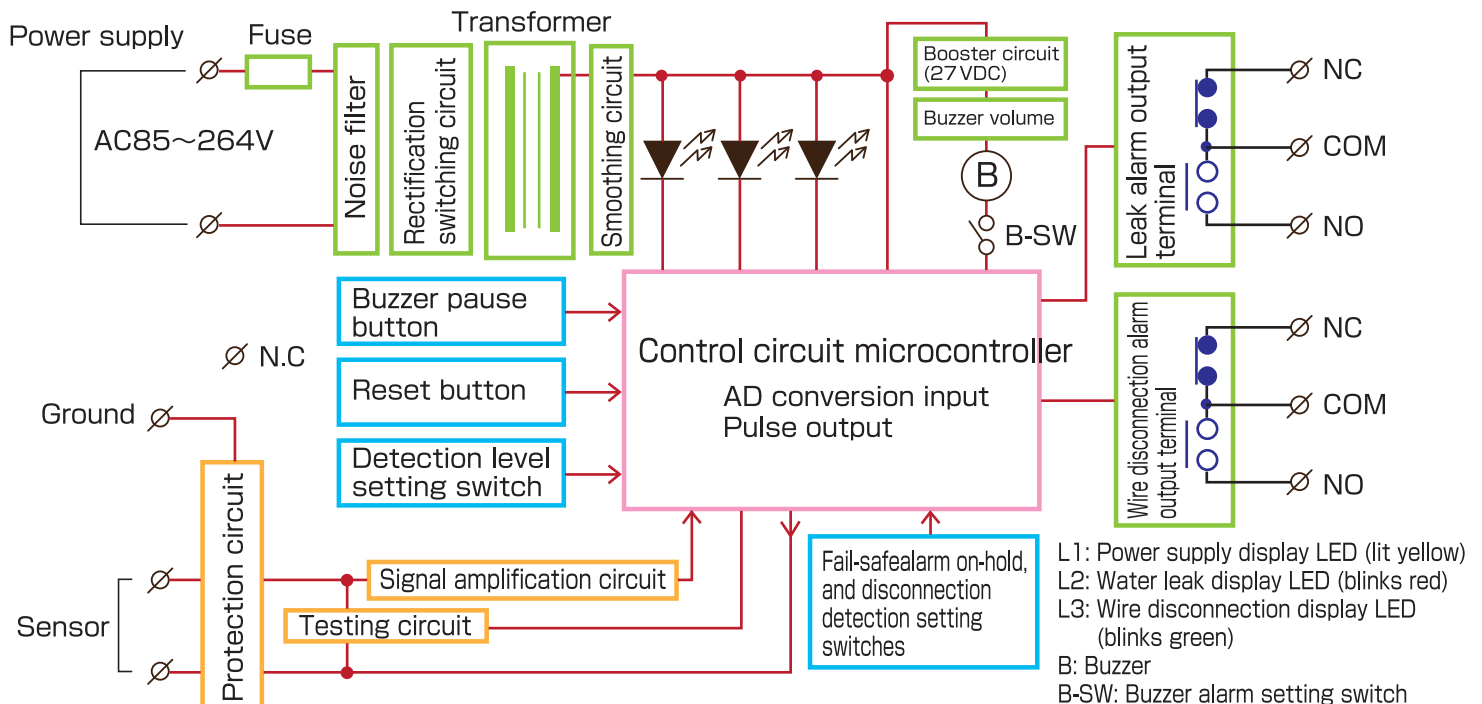 Power supply
Fuse
Transformer
AC85~264V
Noise filter
Rectification
switching circuit
Smoothing circuit
Booster circuit
(27VDC)
Buzzer volume
B
B-SW
Leak alarm output
terminal
NC
COM
NO
Buzzer pause
button
Reset button
Detection level
setting switch
Control circuit microcontroller
AD conversion input
Pulse output
Wire disconnection alarm
output terminal
NC
COM
NO
N.C
Ground
Sensor
Protection circuit
Signal amplification circuit
Testing circuit
Fail-safealarm on-hold,
and disconnection
detection setting
switches
L1: Power supply display LED (lit yellow)
L2: Water leak display LED (blinks red)
L3: Wire disconnection display LED
(blinks green)
B: Buzzer
B-SW: Buzzer alarm setting switch